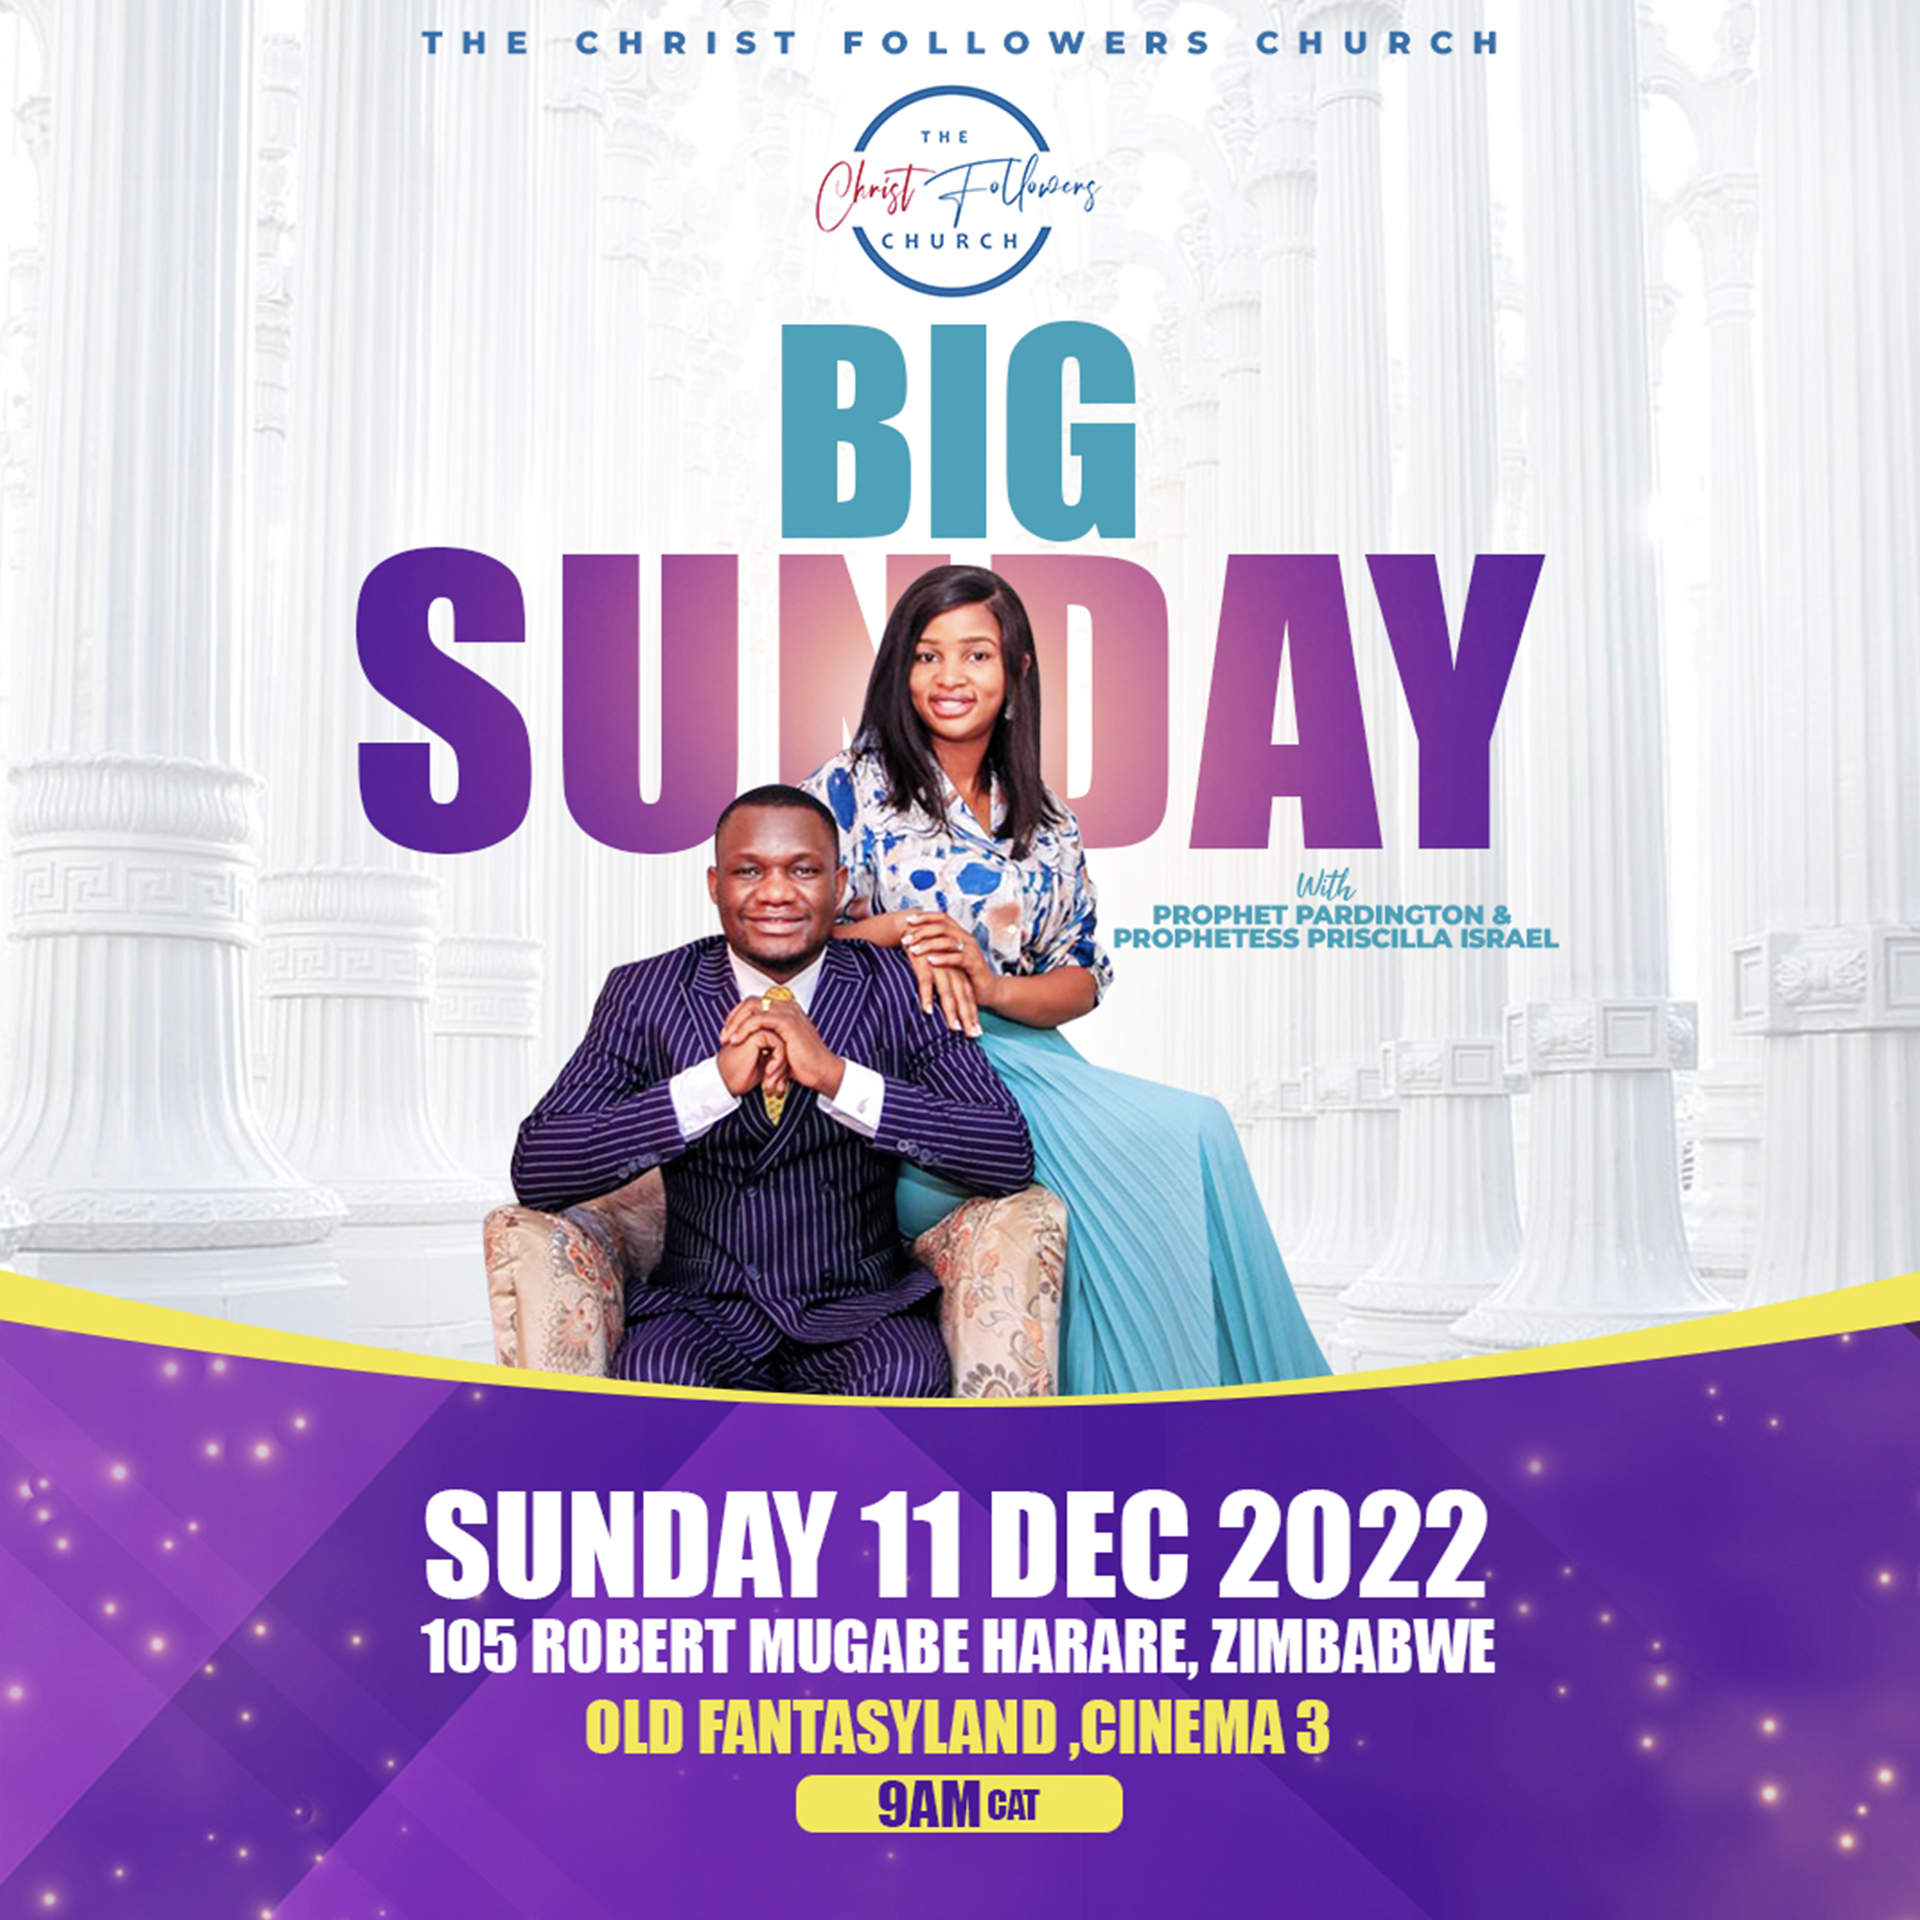 THE CHRIST FOLLOWERS CHURCH
THE
Christ Followers
CHURCH
BIG
SUNDAY
With
PROPHET PARDINGTON &
PROPHETESS PRISCILLA ISRAEL
SUNDAY 11 DEC 2022
105 ROBERT MUGABE HARARE, ZIMBABWE
OLD FANTASYLAND ,CINEMA 3
9AM CAT